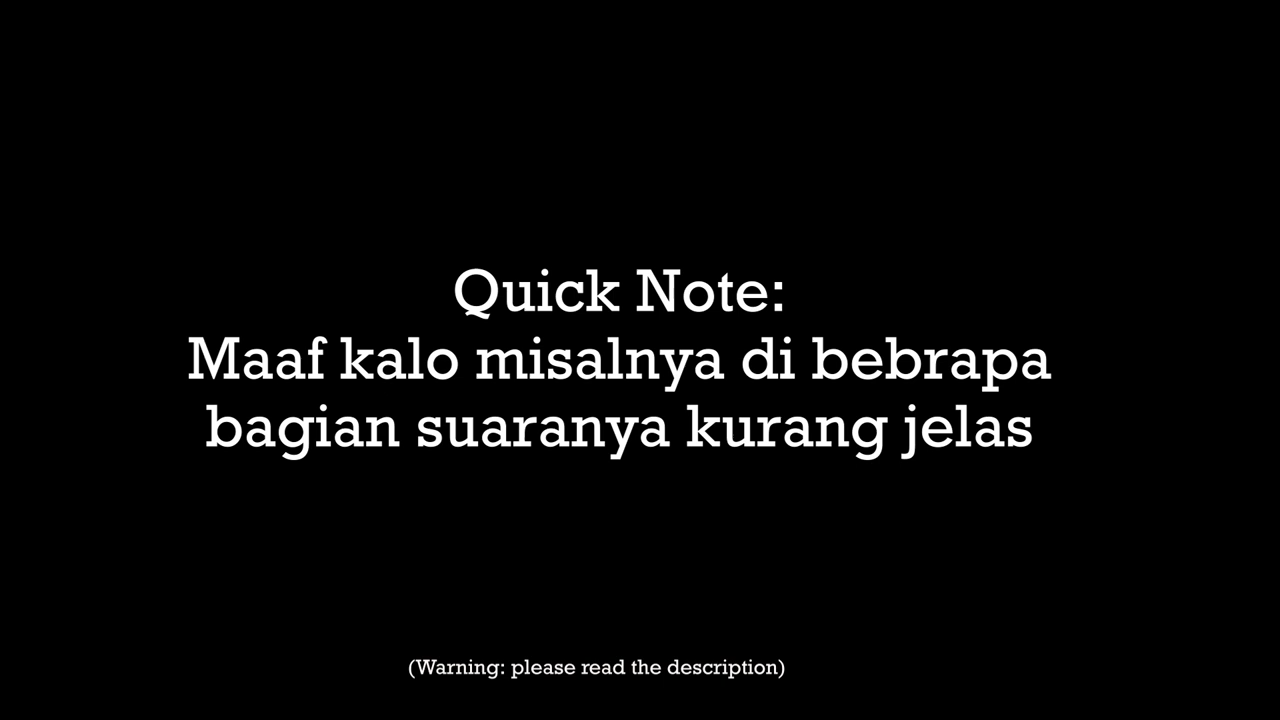 Quick Note:
Maaf kalo misalnya di bebrapa
bagian suaranya kurang jelas
(Warning: please read the description)